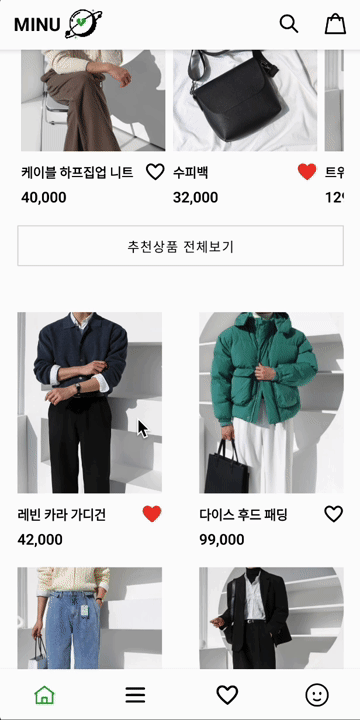 MINU
케이블 하프집업 니트
수피백
트위
40,000
32,000
129
추천상품 전체보기
레빈 카라 가디건
다이스 후드 패딩
42,000
99,000